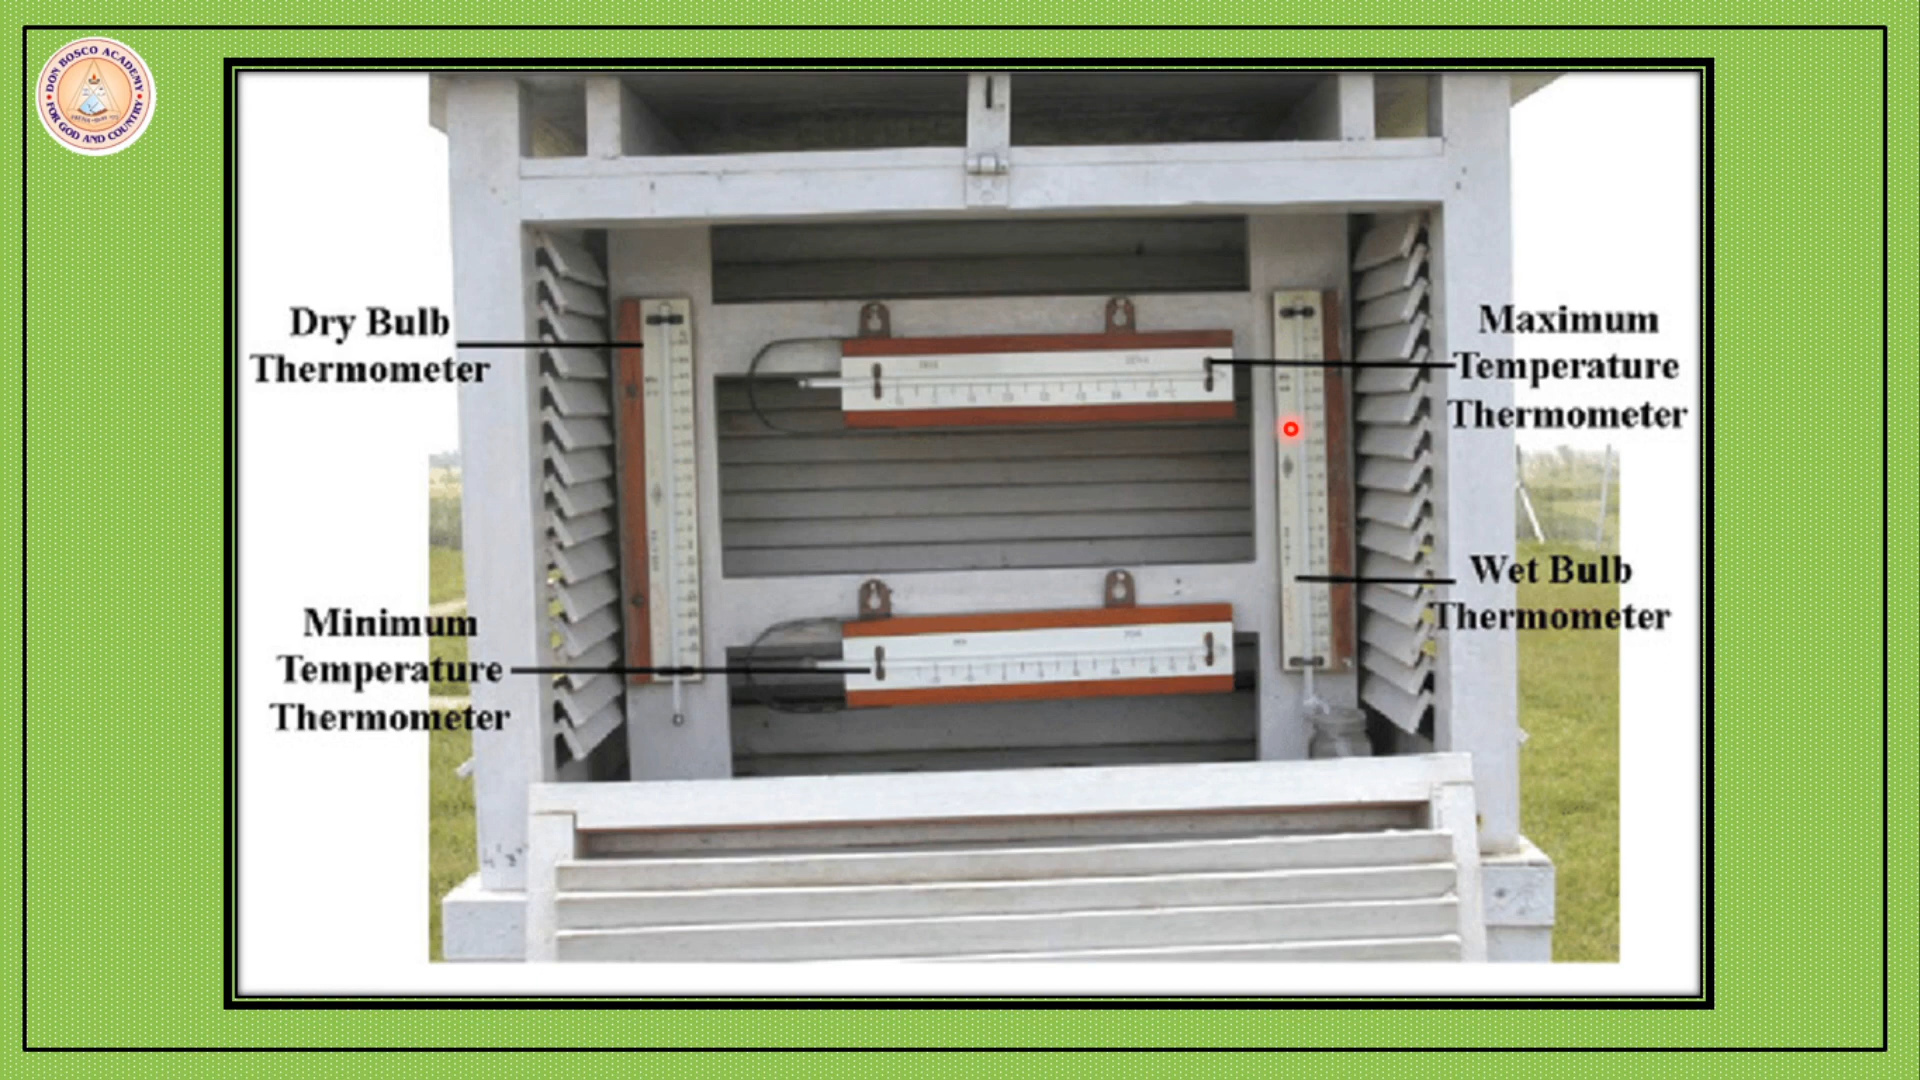 DON BOSCO ACADEMY
FOR GOD AND COUNTRY
Dry Bulb
Thermometer
Maximum
Temperature
Thermometer
Minimum
Temperature
Thermometer
Wet Bulb
Thermometer